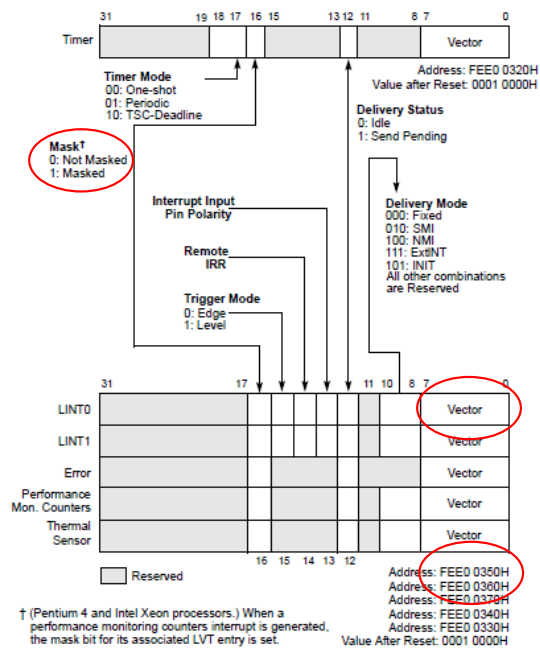 31 19 18 17 16 15 13 12 11 8 7 0
Timer Vector
Address: FEE0 0320H
Value after Reset: 0001 0000H
Timer Mode
00: One-shot
01: Periodic
10: TSC-Deadline
Delivery Status
0: Idle
1: Send Pending
Mask†
0: Not Masked
1: Masked
Interrupt Input
Pin Polarity
Delivery Mode
000: Fixed
010: SMI
100: NMI
111: ExtINT
101: INIT
All other combinations
are Reserved
Remote
IRR
Trigger Mode
0: Edge
1: Level
31 17 11 10 8 7 0
LINT0 Vector
LINT1 Vector
Error Vector
Performance
Mon. Counters Vector
Thermal
Sensor Vector
16 15 14 13 12
Reserved
Address: FEE0 0350H
Address: FEE0 0360H
Address: FEE0 0370H
Address: FEE0 0340H
Address: FEE0 0330H
Value After Reset: 0001 0000H
† (Pentium 4 and Intel Xeon processors.) When a
performance monitoring counters interrupt is generated,
the mask bit for its associated LVT entry is set.